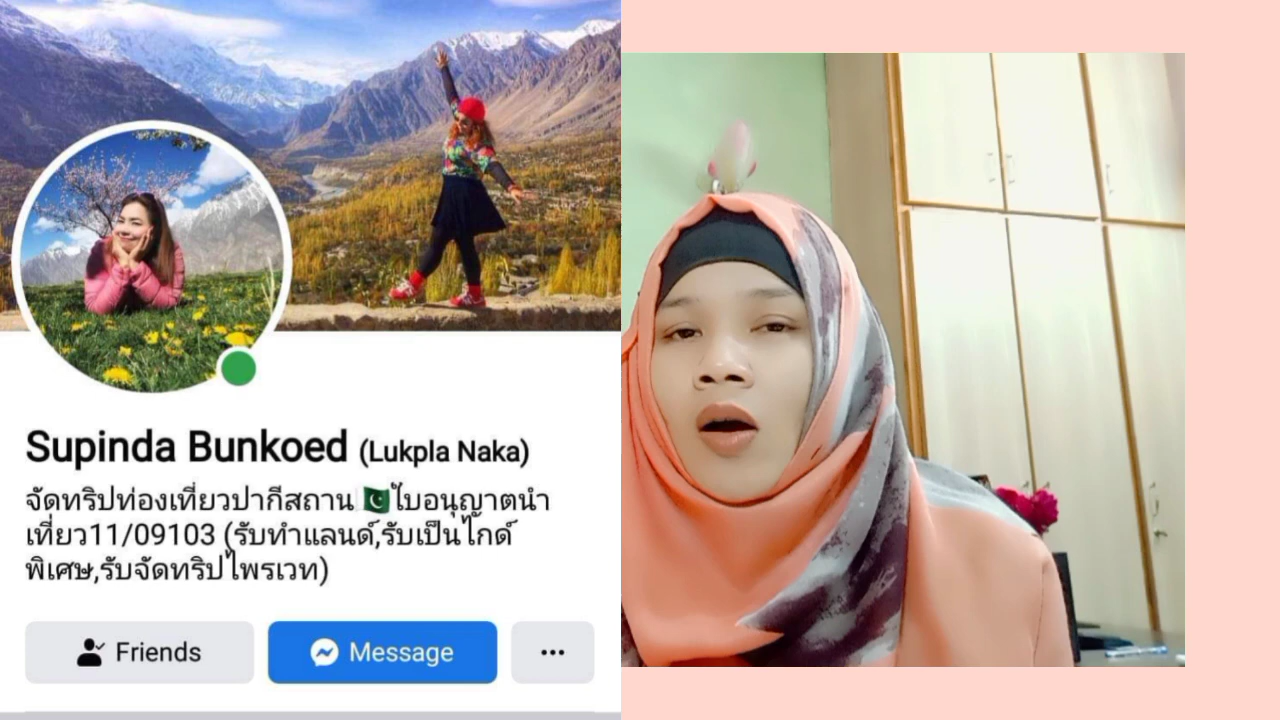 Supinda Bunkoed (Lukpla Naka)
จัดทริปท่องเที่ยวปากีสถาน 🇵🇰ใบอนุญาตนำ
เที่ยว11/09103 (รับทำแลนด์,รับเป็นไกด์
พิเศษ,รับจัดทริปไพรเวท)
Friends
Message